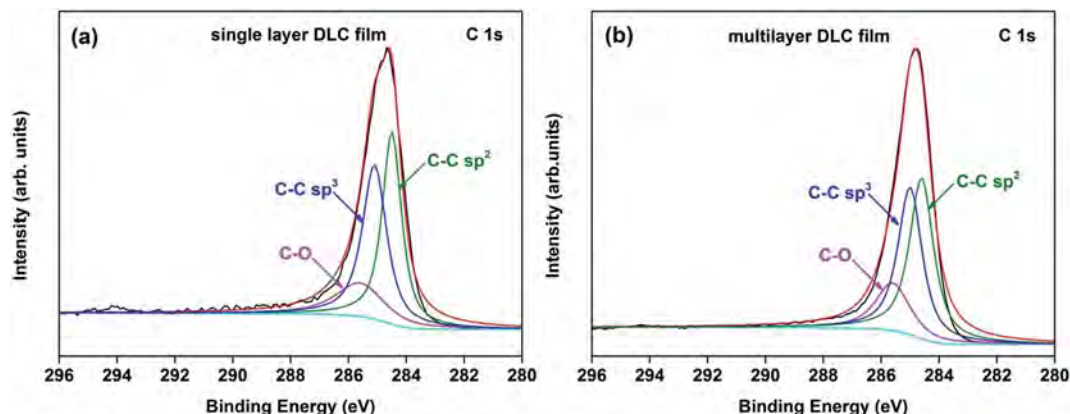 (a) single layer DLC film C 1s
C-C sp²
C-C sp³
C-O
Intensity (arb. units)
296 294 292 290 288 286 284 282 280
Binding Energy (eV)
(b) multilayer DLC film C 1s
C-C sp²
C-C sp³
C-O
Intensity (arb.units)
296 294 292 290 288 286 284 282 280
Binding Energy (eV)